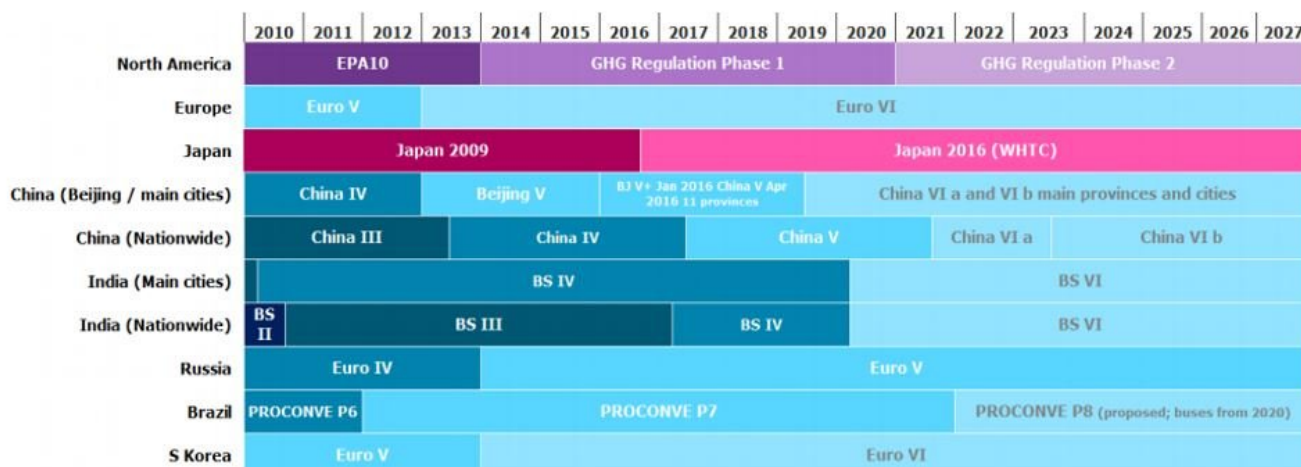 2010 2011 2012 2013 2014 2015 2016 2017 2018 2019 2020 2021 2022 2023 2024 2025 2026 2027
North America EPA10 GHG Regulation Phase 1 GHG Regulation Phase 2
Europe Euro V Euro VI
Japan Japan 2009 Japan 2016 (WHTC)
China (Beijing / main cities) China IV Beijing V BJ V+ Jan 2016 China V Apr
2016 11 provinces China VI a and VI b main provinces and cities
China (Nationwide) China III China IV China V China VI a China VI b
India (Main cities) BS IV BS VI
India (Nationwide) BS
II BS III BS IV BS VI
Russia Euro IV Euro V
Brazil PROCONVE P6 PROCONVE P7 PROCONVE P8 (proposed; buses from 2020)
S Korea Euro V Euro VI